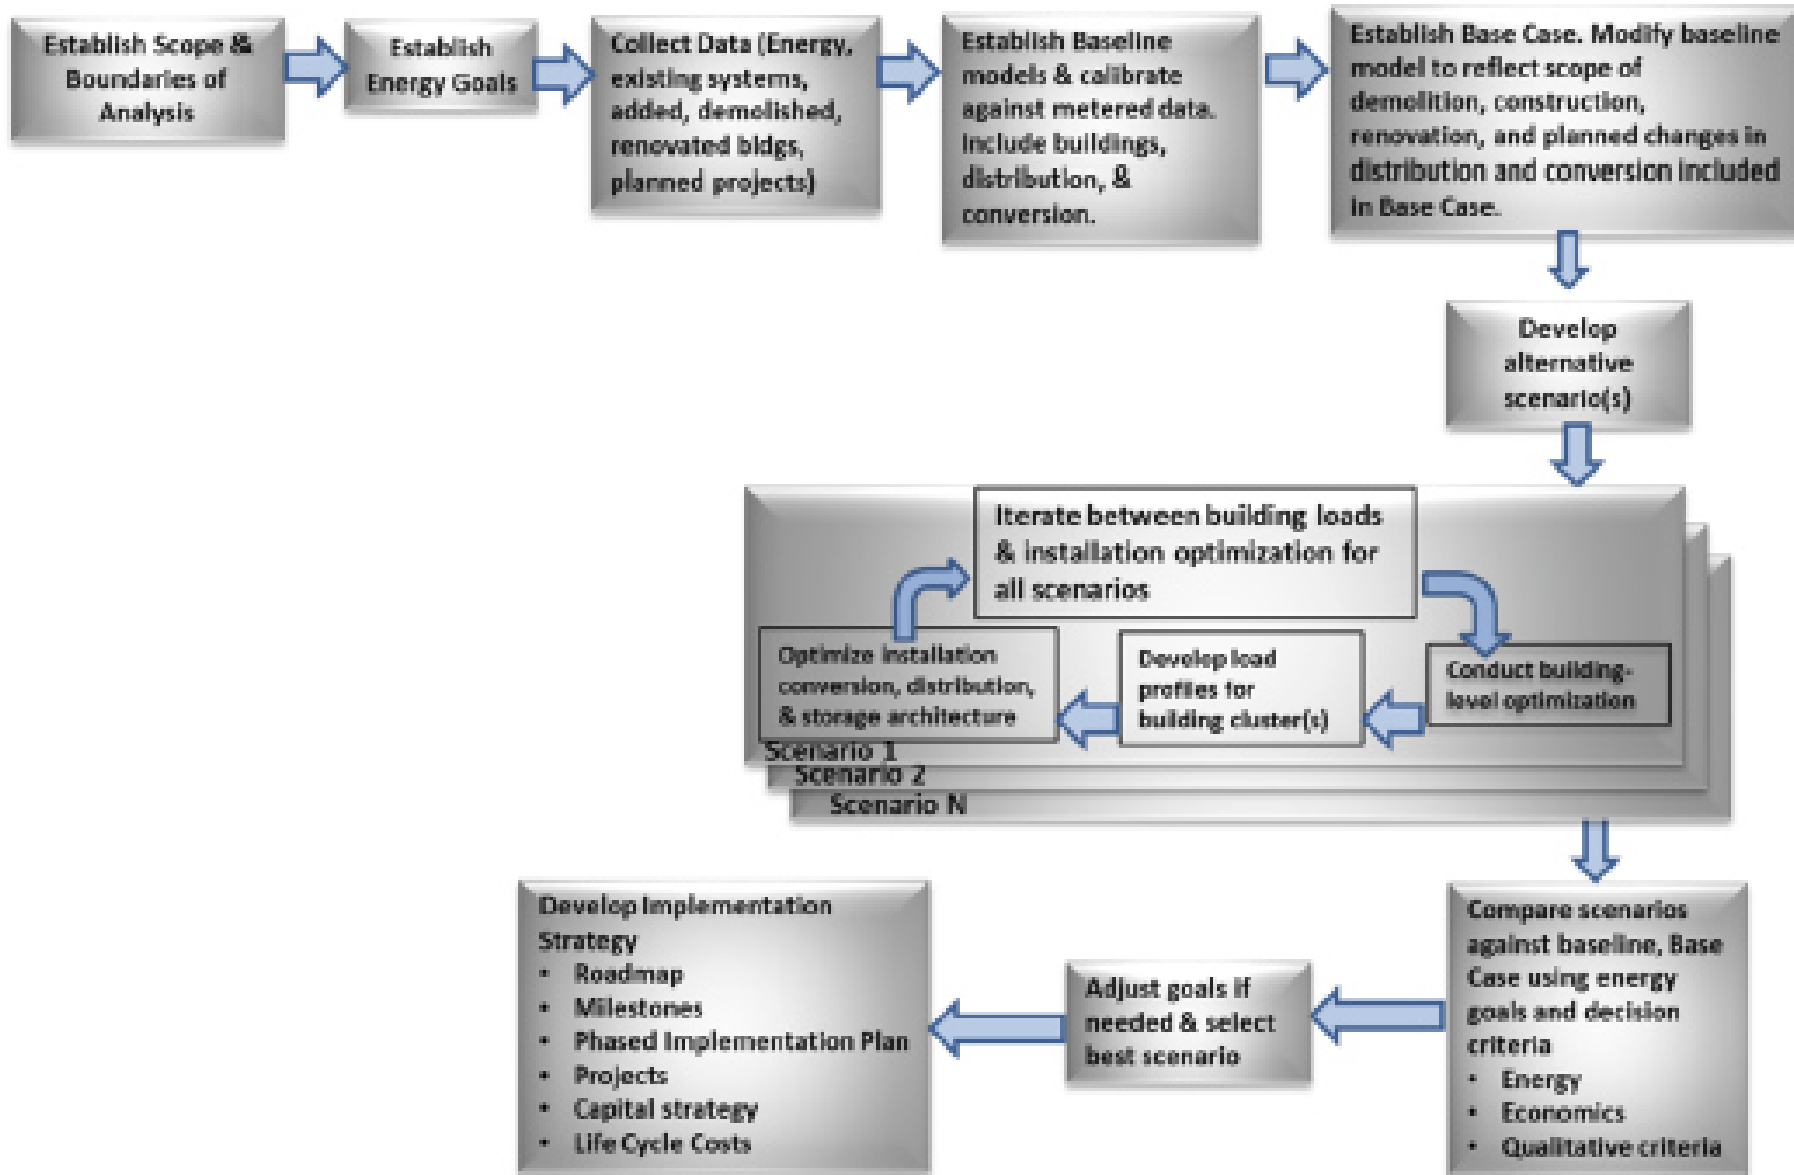 Establish Scope &
Boundaries of
Analysis
Establish
Energy Goals
Collect Data (Energy,
existing systems,
added, demolished,
renovated bldgs,
planned projects)
Establish Baseline
models & calibrate
against metered data.
Include buildings,
distribution, &
conversion.
Establish Base Case. Modify baseline
model to reflect scope of
demolition, construction,
renovation, and planned changes in
distribution and conversion included
in Base Case.
Develop
alternative
scenario(s)
Iterate between building loads
& installation optimization for
all scenarios
Conduct building-
level optimization
Develop load
profiles for
building cluster(s)
Optimize installation
conversion, distribution,
& storage architecture
Scenario 1
Scenario 2
Scenario N
Compare scenarios
against baseline, Base
Case using energy
goals and decision
criteria
• Energy
• Economics
• Qualitative criteria
Adjust goals if
needed & select
best scenario
Develop Implementation
Strategy
• Roadmap
• Milestones
• Phased Implementation Plan
• Projects
• Capital strategy
• Life Cycle Costs